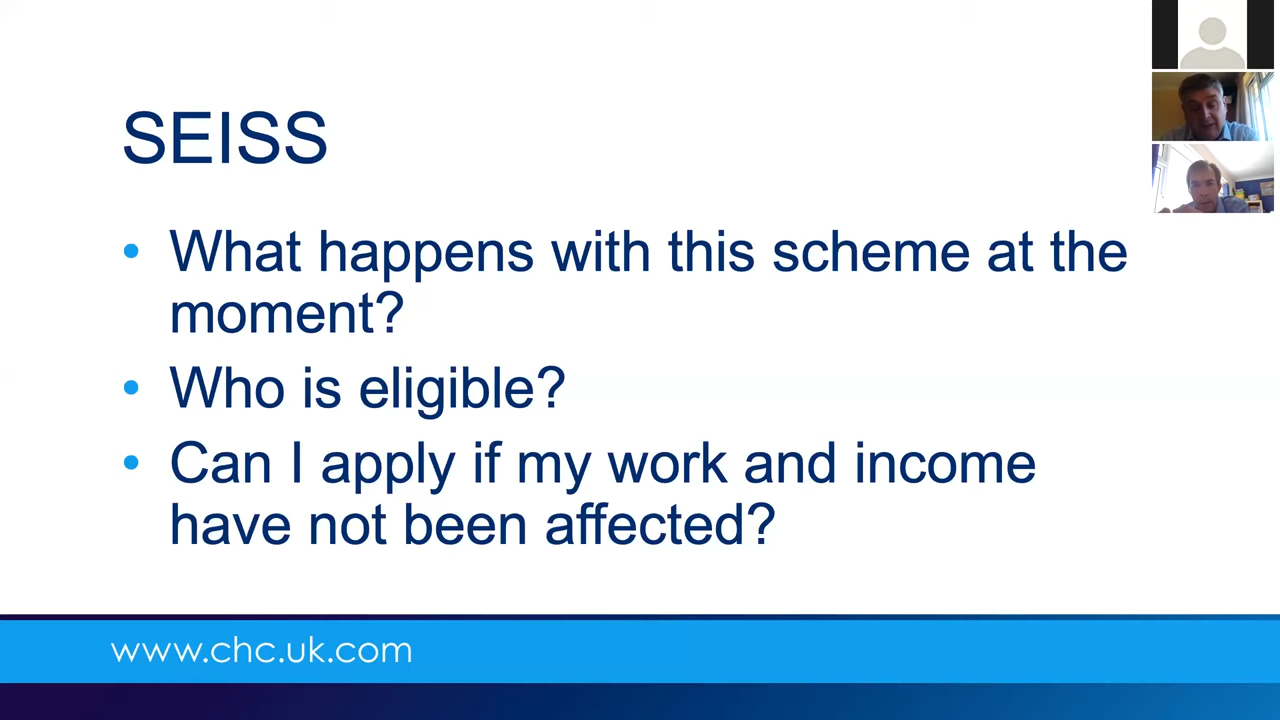 SEISS
• What happens with this scheme at the
moment?
• Who is eligible?
• Can I apply if my work and income
have not been affected?
www.chc.uk.com